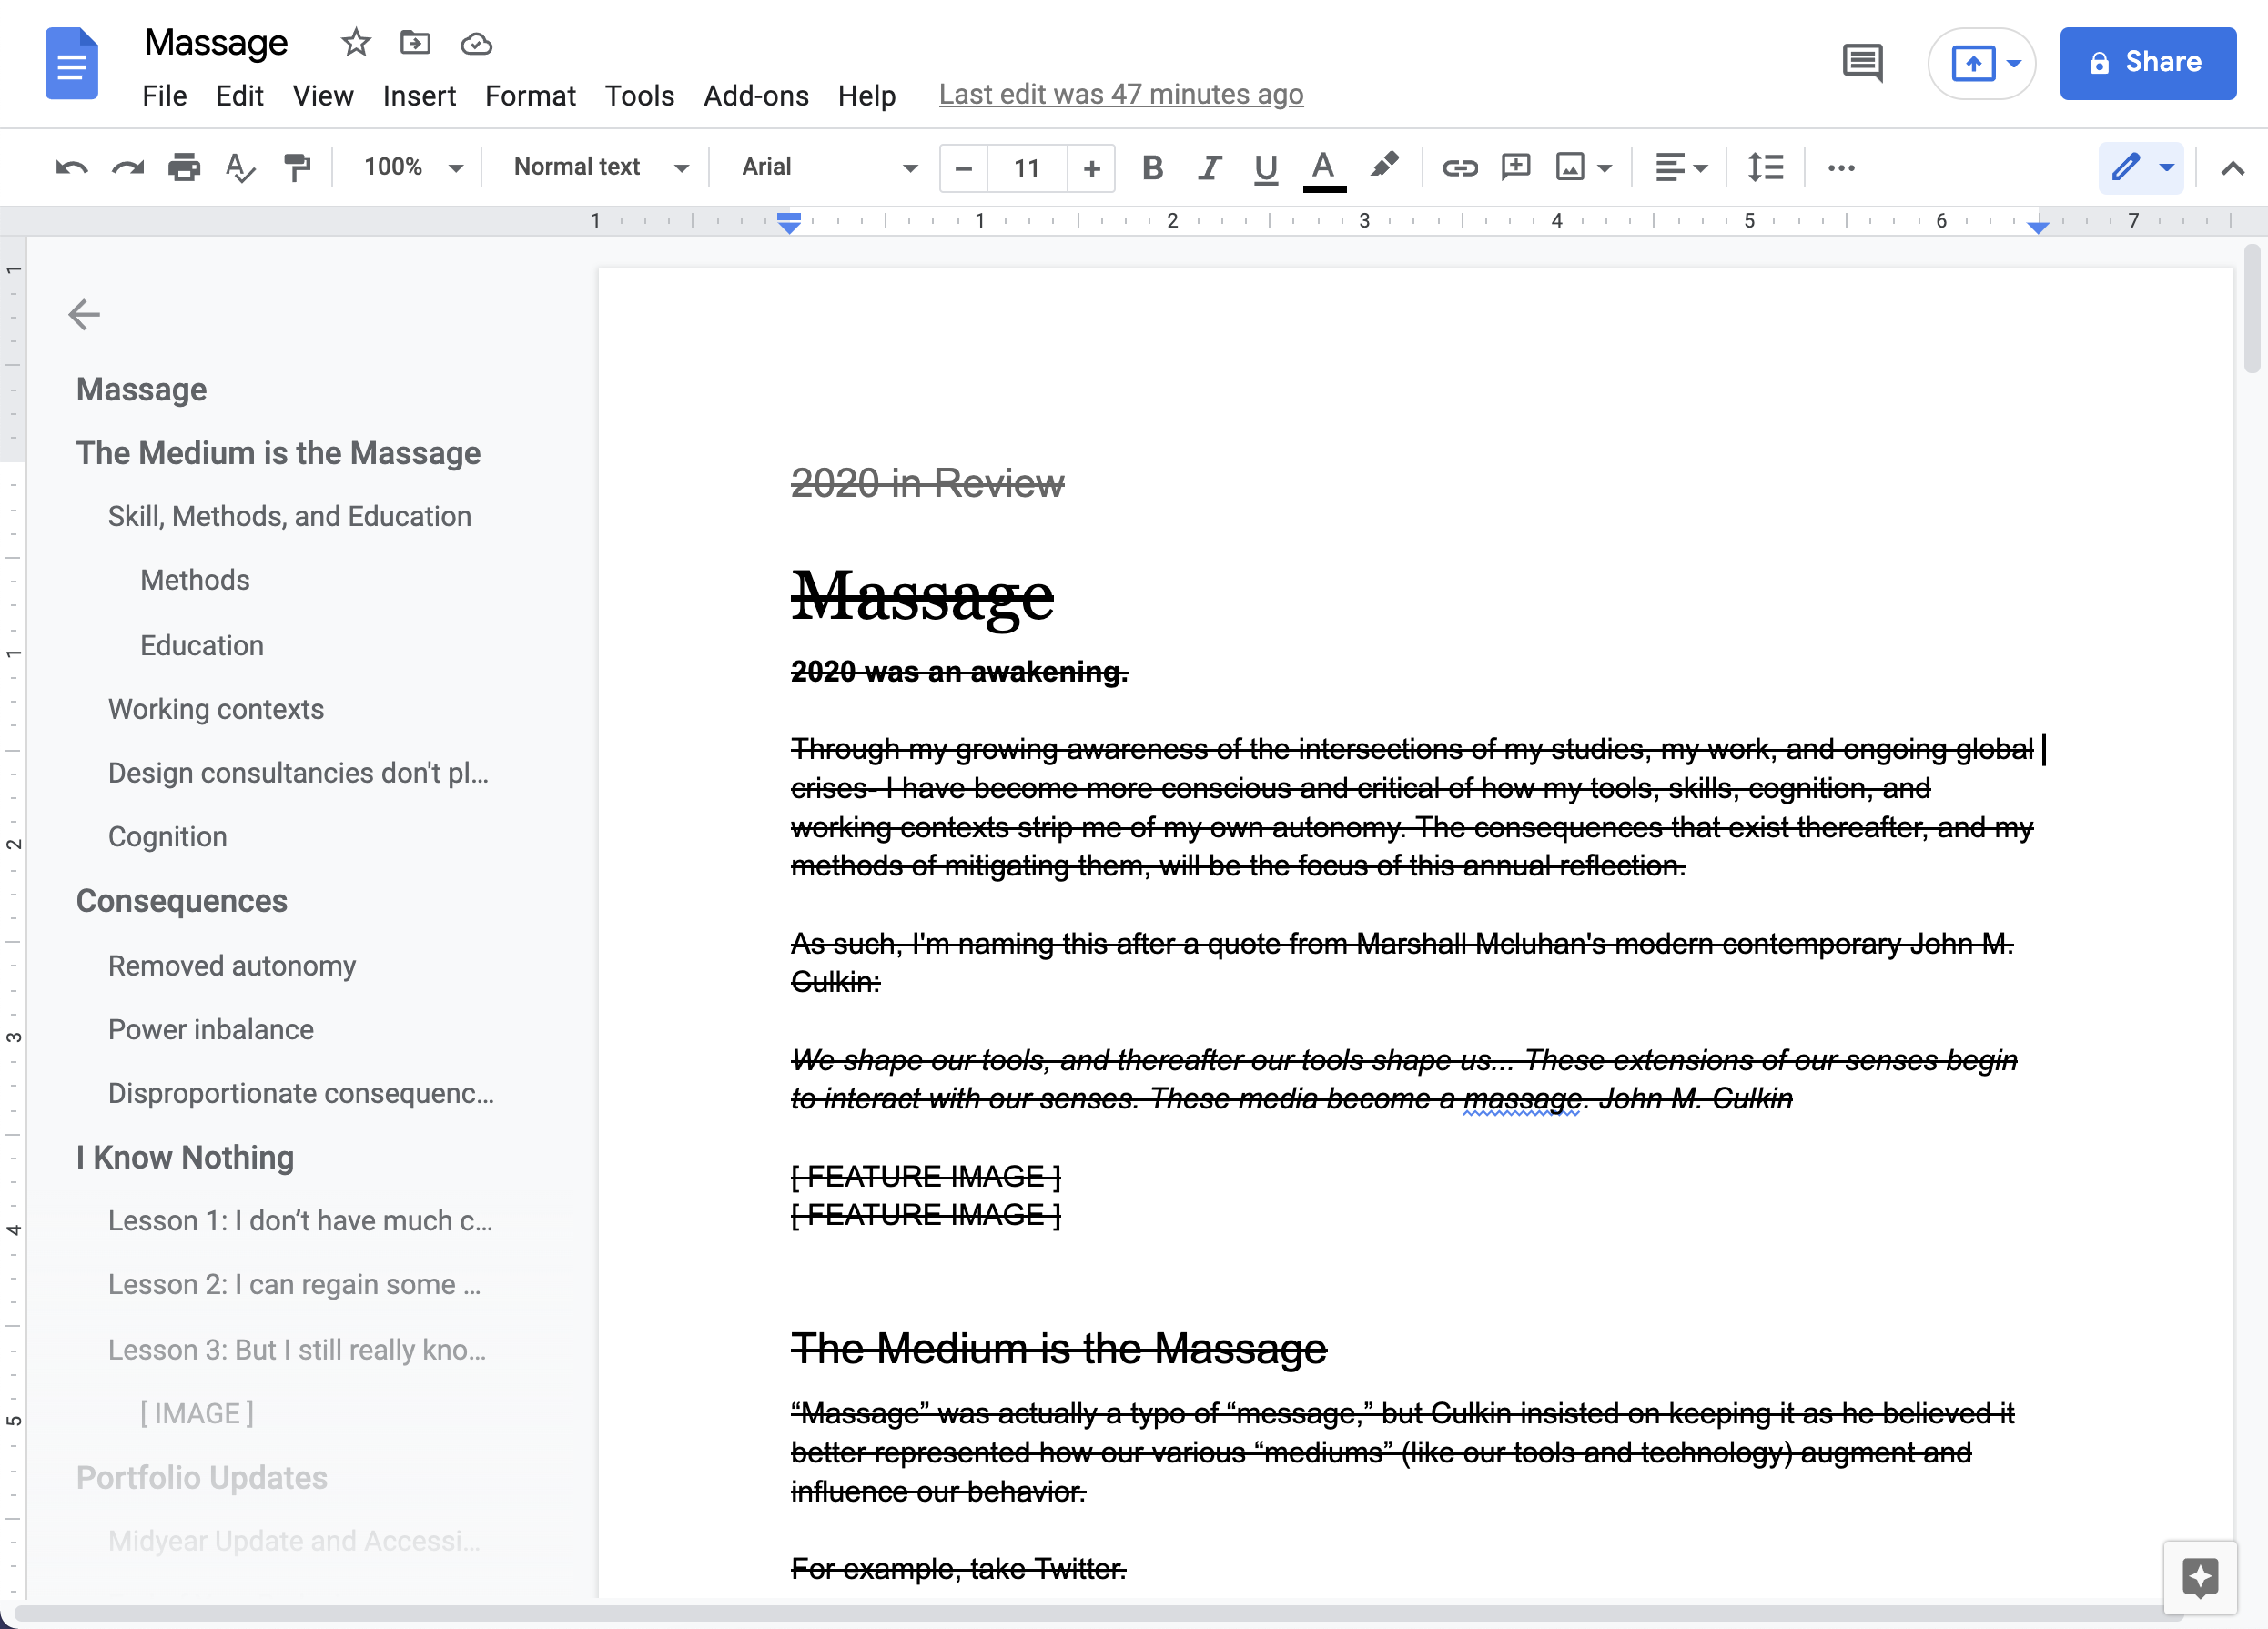 Massage
File Edit View Insert Format Tools Add-ons Help Last edit was 47 minutes ago
Share
100% Normal text Arial 11
1 1 2 3 4 5 6 7
1
1
2
3
4
5
Massage
The Medium is the Massage
Skill, Methods, and Education
Methods
Education
Working contexts
Design consultancies don't pl...
Cognition
Consequences
Removed autonomy
Power inbalance
Disproportionate consequenc...
I Know Nothing
Lesson 1: I don’t have much c...
Lesson 2: I can regain some ...
Lesson 3: But I still really kno...
[ IMAGE ]
Portfolio Updates
Midyear Update and Accessi...
2020 in Review
Massage
2020 was an awakening.
Through my growing awareness of the intersections of my studies, my work, and ongoing global
crises- I have become more conscious and critical of how my tools, skills, cognition, and
working contexts strip me of my own autonomy. The consequences that exist thereafter, and my
methods of mitigating them, will be the focus of this annual reflection.
As such, I'm naming this after a quote from Marshall Mcluhan's modern contemporary John M.
Culkin:
We shape our tools, and thereafter our tools shape us... These extensions of our senses begin
to interact with our senses. These media become a massage. John M. Culkin
[ FEATURE IMAGE ]
[ FEATURE IMAGE ]
The Medium is the Massage
“Massage” was actually a typo of “message,” but Culkin insisted on keeping it as he believed it
better represented how our various “mediums” (like our tools and technology) augment and
influence our behavior.
For example, take Twitter.